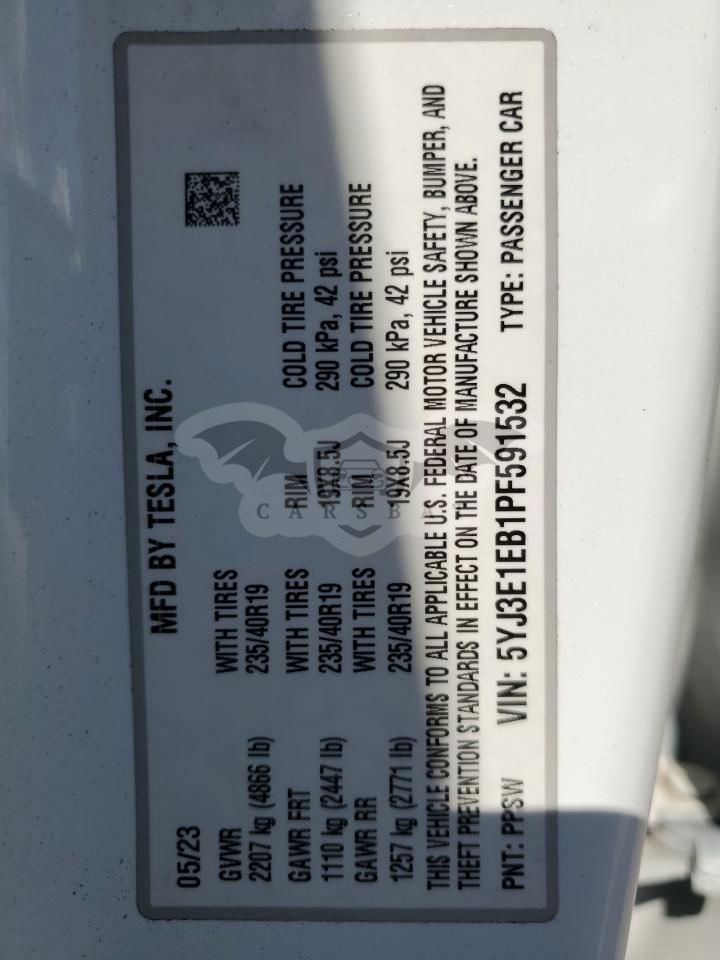 MFD BY TESLA, INC.
05/23
GVWR WITH TIRES
2207 kg (4866 lb) 235/40R19
GAWR FRT WITH TIRES RIM COLD TIRE PRESSURE
1110 kg (2447 lb) 235/40R19 19X8.5J 290 kPa, 42 psi
GAWR RR WITH TIRES RIM COLD TIRE PRESSURE
1257 kg (2771 lb) 235/40R19 19X8.5J 290 kPa, 42 psi
THIS VEHICLE CONFORMS TO ALL APPLICABLE U.S. FEDERAL MOTOR VEHICLE SAFETY, BUMPER, AND
THEFT PREVENTION STANDARDS IN EFFECT ON THE DATE OF MANUFACTURE SHOWN ABOVE.
PNT: PPSW VIN: 5YJ3E1EB1PF591532 TYPE: PASSENGER CAR